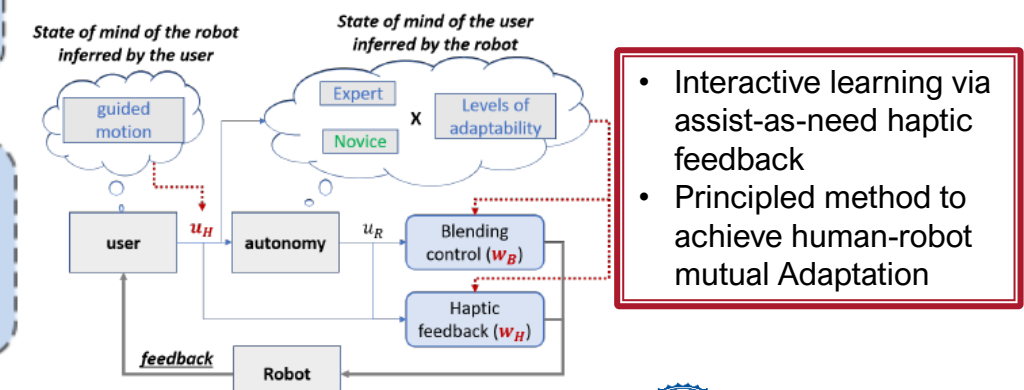 State of mind of the robot
inferred by the user
State of mind of the user
inferred by the robot
guided
motion
Expert
Novice
X
Levels of
adaptability
user
u_H
autonomy
u_R
Blending
control (w_B)
Haptic
feedback (w_H)
feedback
Robot
• Interactive learning via
assist-as-need haptic
feedback
• Principled method to
achieve human-robot
mutual Adaptation